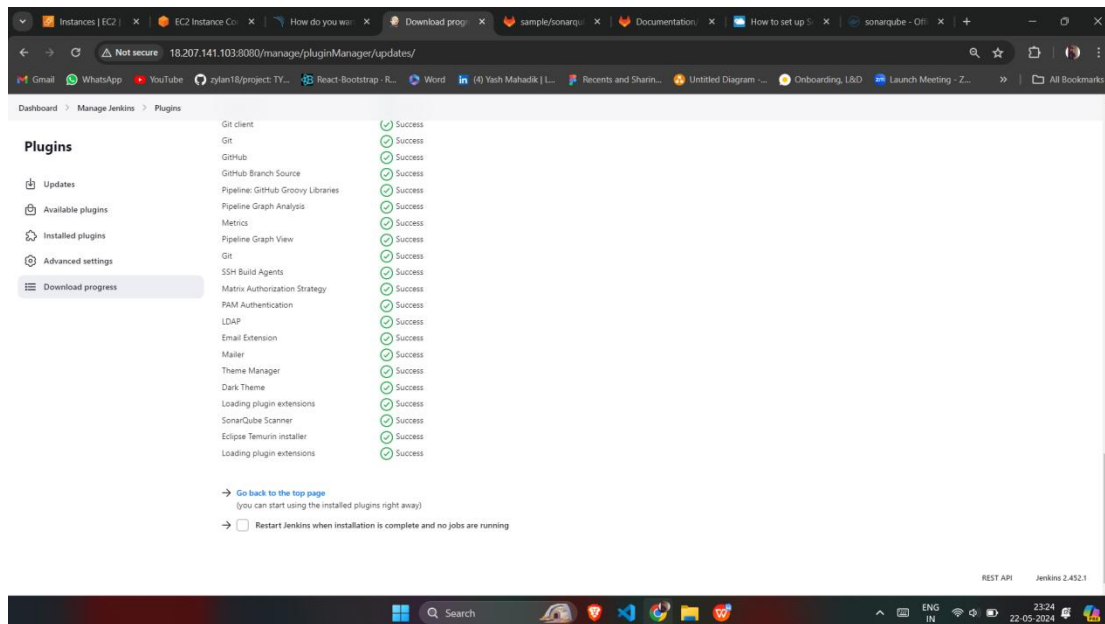 Instances | EC2 |
EC2 Instance Co
How do you wan
Download prog
sample/sonarqu
Documentation/
How to set up S
sonarqube - Off
Not secure 18.207.141.103:8080/manage/pluginManager/updates/
Gmail WhatsApp YouTube zylan18/project: TY... React-Bootstrap - R... Word (4) Yash Mahadik | L... Recents and Sharin... Untitled Diagram -... Onboarding, L&D Launch Meeting - Z... » All Bookmarks
Dashboard > Manage Jenkins > Plugins
Plugins
Updates
Available plugins
Installed plugins
Advanced settings
Download progress
Git client Success
Git Success
GitHub Success
GitHub Branch Source Success
Pipeline: GitHub Groovy Libraries Success
Pipeline Graph Analysis Success
Metrics Success
Pipeline Graph View Success
Git Success
SSH Build Agents Success
Matrix Authorization Strategy Success
PAM Authentication Success
LDAP Success
Email Extension Success
Mailer Success
Theme Manager Success
Dark Theme Success
Loading plugin extensions Success
SonarQube Scanner Success
Eclipse Temurin installer Success
Loading plugin extensions Success
Go back to the top page
(you can start using the installed plugins right away)
Restart Jenkins when installation is complete and no jobs are running
REST API Jenkins 2.452.1
Search
ENG
IN
23:24
22-05-2024